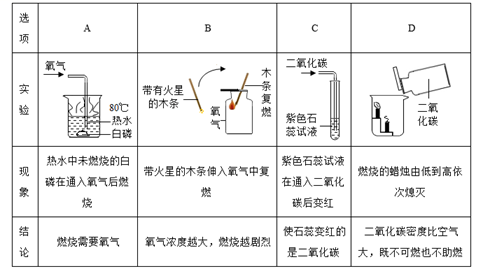 选项 A B C D
实验
氧气
80℃
热水
白磷
带有火星的木条
氧气
木条复燃
二氧化碳
紫色石蕊试液
二氧化碳
现象
热水中未燃烧的白
磷在通入氧气后燃
烧
带火星的木条伸入氧气中复
燃
紫色石蕊试液
在通入二氧化
碳后变红
燃烧的蜡烛由低到高依
次熄灭
结论
燃烧需要氧气
氧气浓度越大，燃烧越剧烈
使石蕊变红的
是二氧化碳
二氧化碳密度比空气
大，既不可燃也不助燃